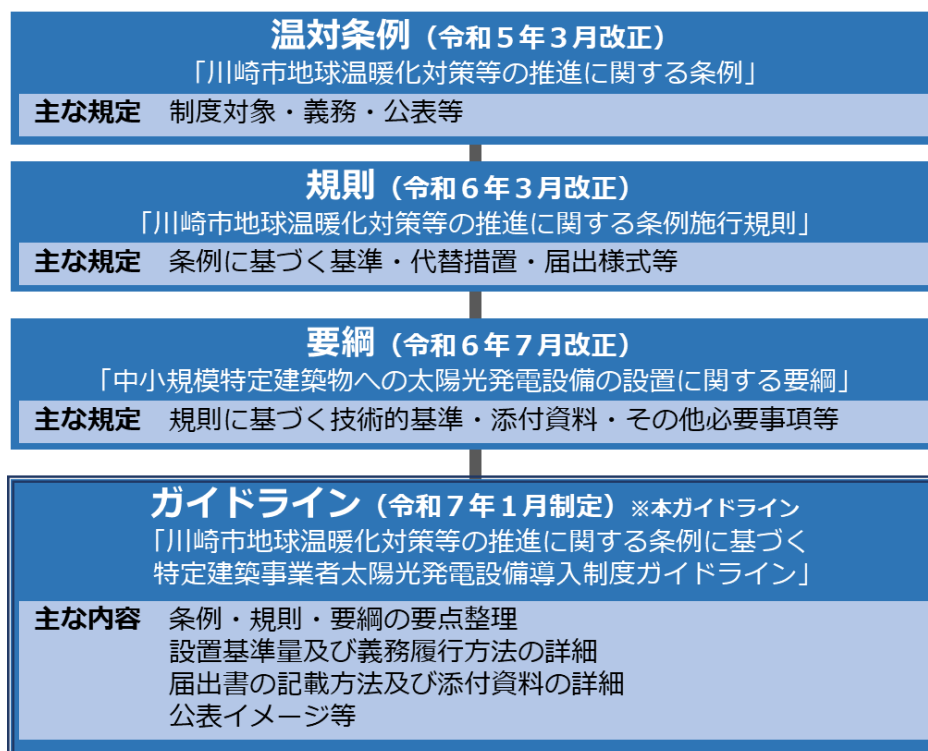 温対条例（令和５年３月改正）
「川崎市地球温暖化対策等の推進に関する条例」
主な規定 制度対象・義務・公表等
規則（令和６年３月改正）
「川崎市地球温暖化対策等の推進に関する条例施行規則」
主な規定 条例に基づく基準・代替措置・届出様式等
要綱（令和６年７月改正）
「中小規模特定建築物への太陽光発電設備の設置に関する要綱」
主な規定 規則に基づく技術的基準・添付資料・その他必要事項等
ガイドライン（令和７年１月制定）※本ガイドライン
「川崎市地球温暖化対策等の推進に関する条例に基づく
特定建築事業者太陽光発電設備導入制度ガイドライン」
主な内容 条例・規則・要綱の要点整理
設置基準量及び義務履行方法の詳細
届出書の記載方法及び添付資料の詳細
公表イメージ等